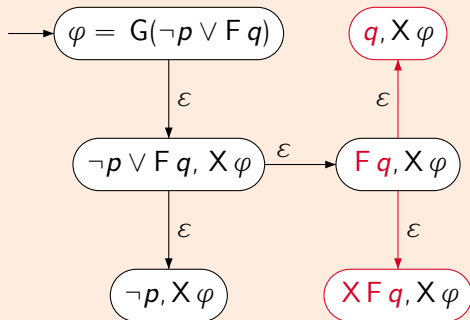 φ = G(¬p ∨ F q)
q, X φ
ε
ε
¬p ∨ F q, X φ
ε
F q, X φ
ε
ε
¬p, X φ
X F q, X φ